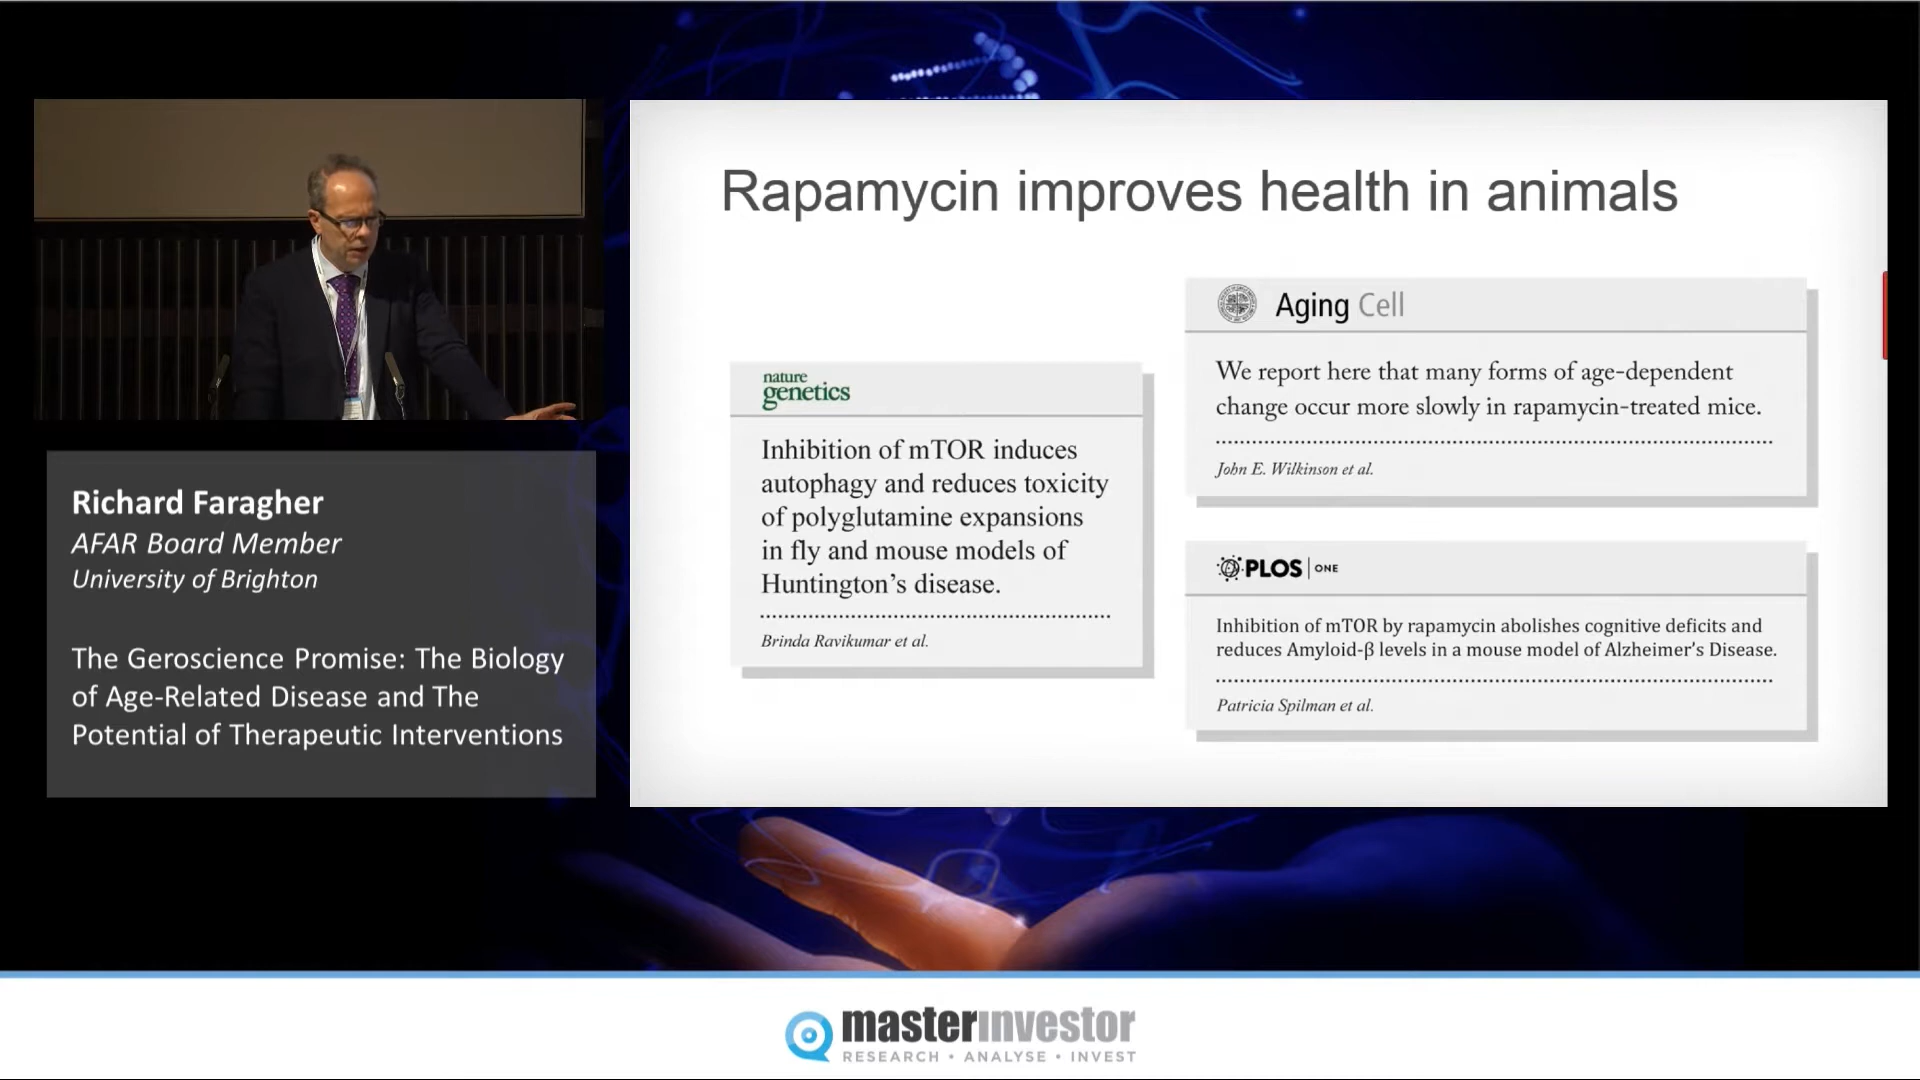 Rapamycin improves health in animals
nature
genetics
Inhibition of mTOR induces
autophagy and reduces toxicity
of polyglutamine expansions
in fly and mouse models of
Huntington's disease.
Brinda Ravikumar et al.
Aging Cell
We report here that many forms of age-dependent
change occur more slowly in rapamycin-treated mice.
John E. Wilkinson et al.
PLOS ONE
Inhibition of mTOR by rapamycin abolishes cognitive deficits and
reduces Amyloid-β levels in a mouse model of Alzheimer's Disease.
Patricia Spilman et al.
Richard Faragher
AFAR Board Member
University of Brighton
The Geroscience Promise: The Biology
of Age-Related Disease and The
Potential of Therapeutic Interventions
masterinvestor
RESEARCH • ANALYSE • INVEST